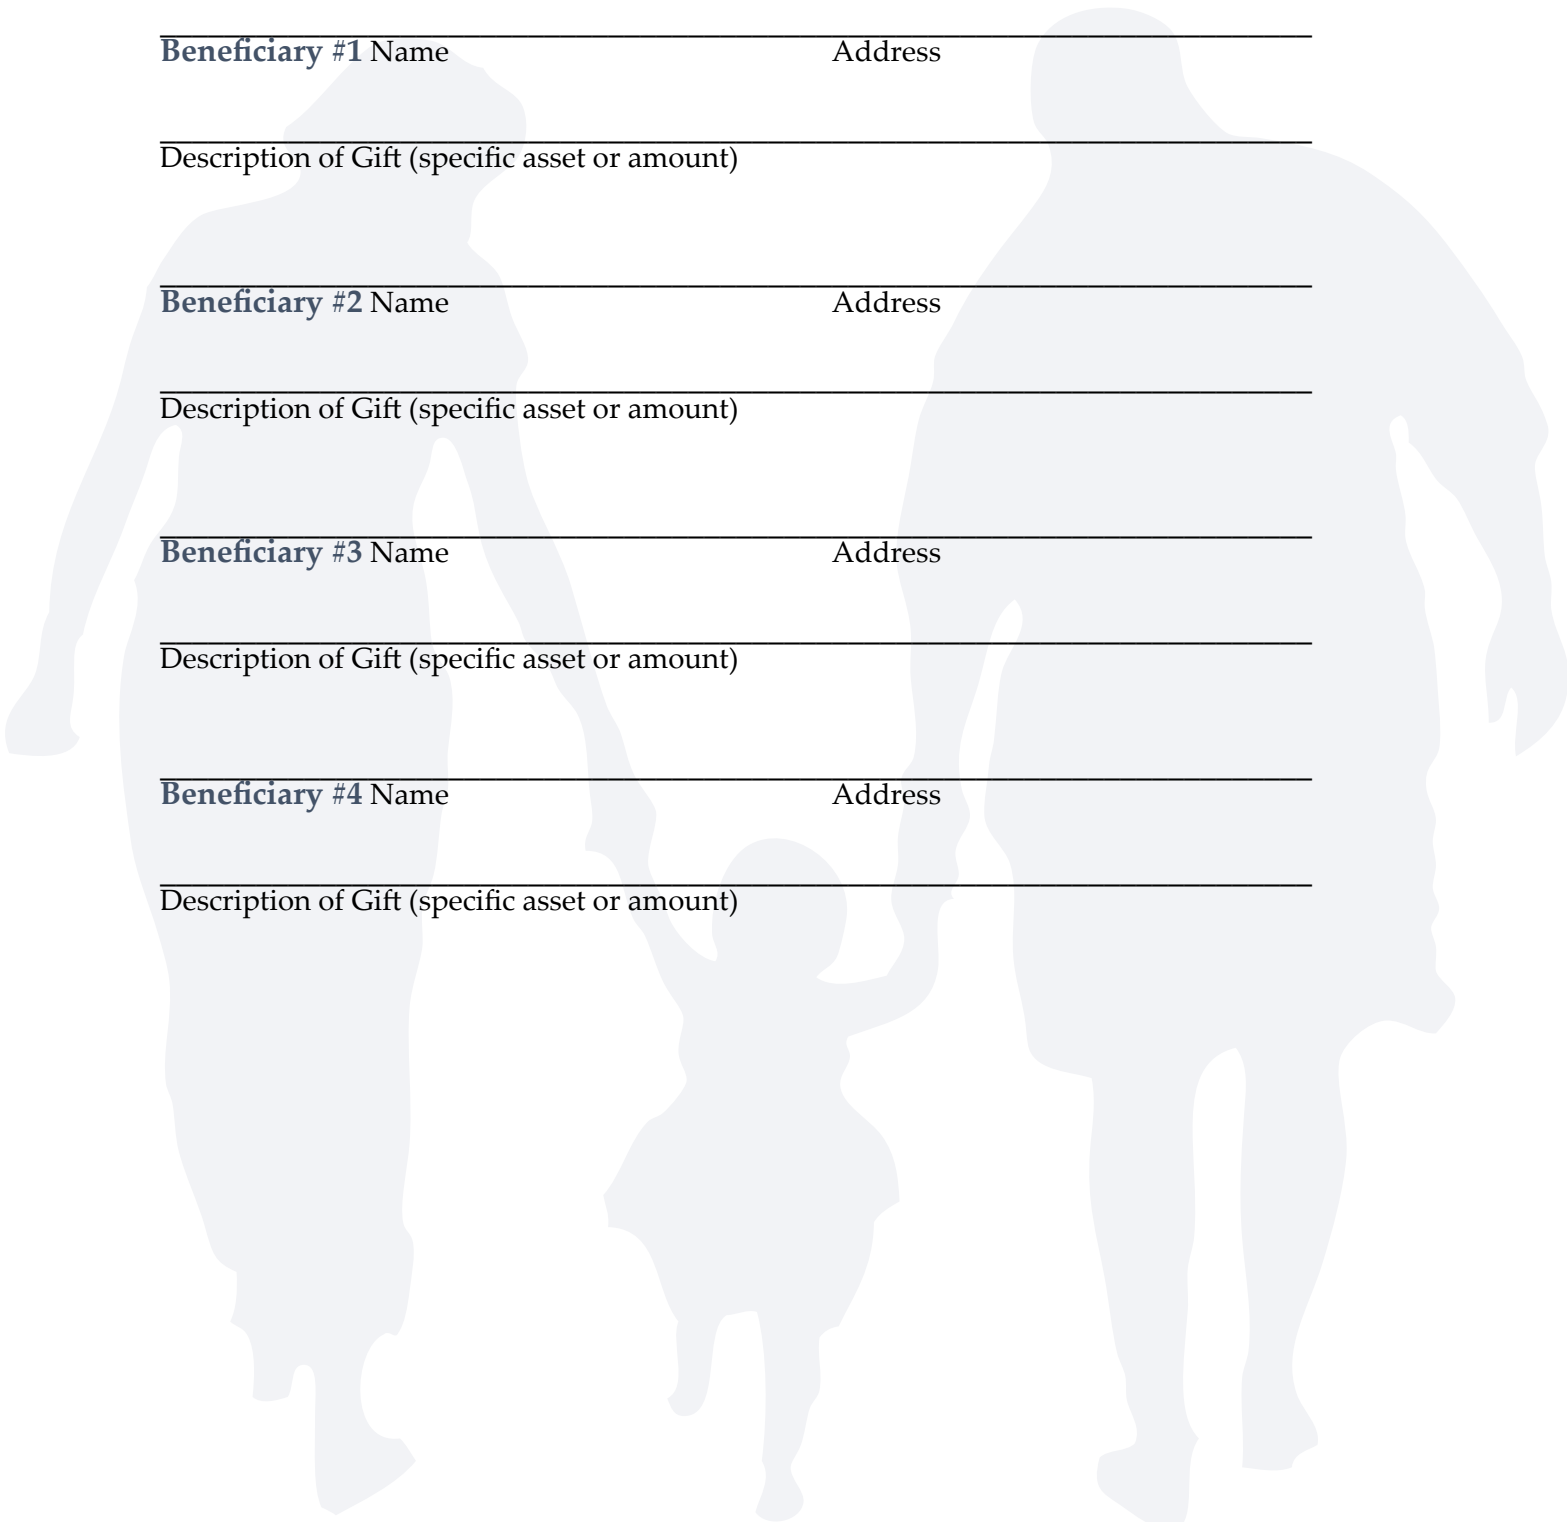 Beneficiary #1 Name Address
Description of Gift (specific asset or amount)
Beneficiary #2 Name Address
Description of Gift (specific asset or amount)
Beneficiary #3 Name Address
Description of Gift (specific asset or amount)
Beneficiary #4 Name Address
Description of Gift (specific asset or amount)